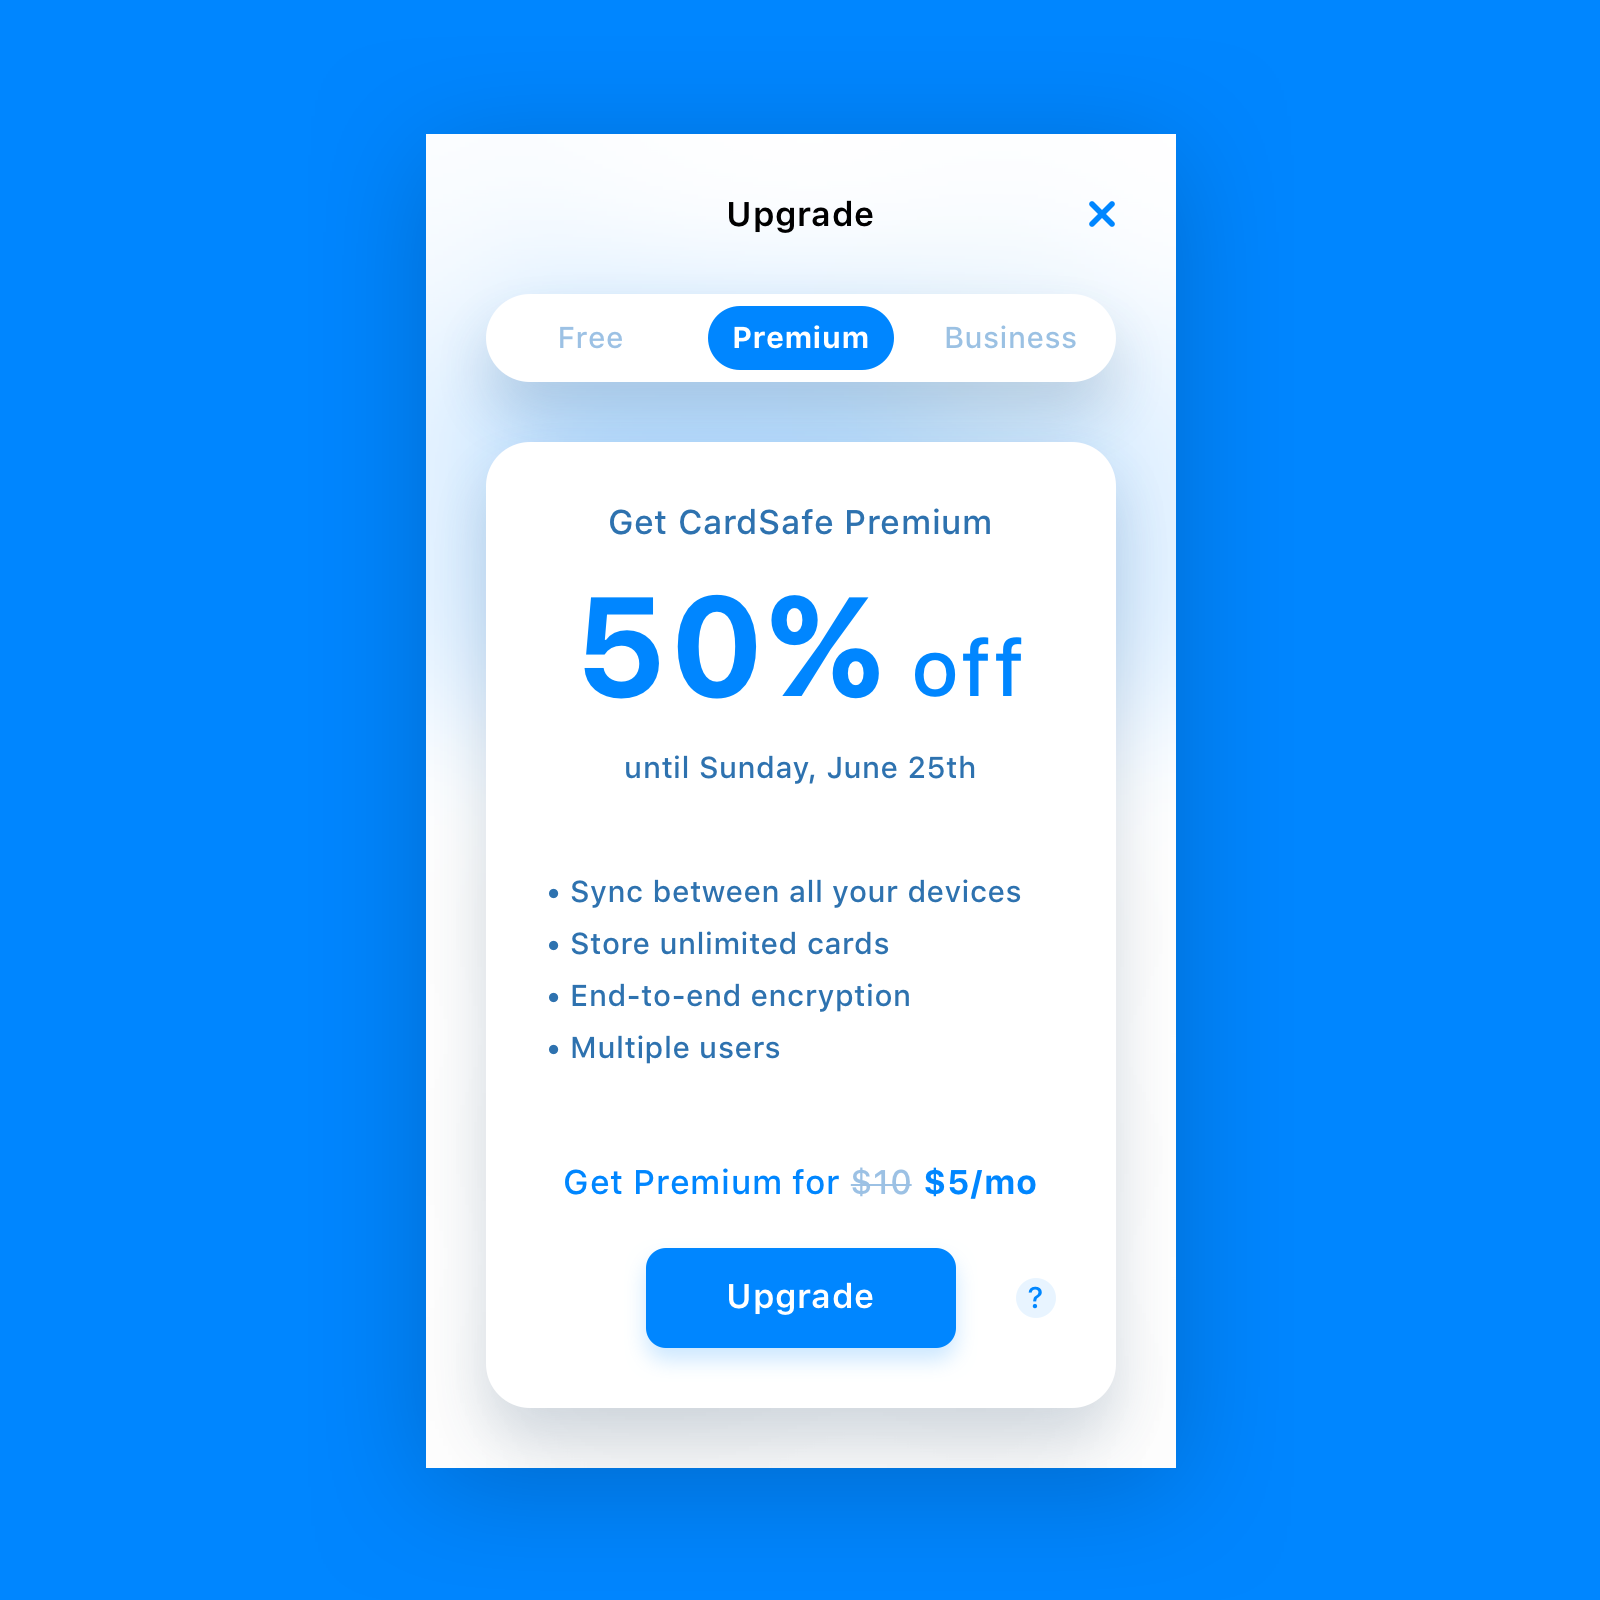 Upgrade
Free Premium Business
Get CardSafe Premium
50% off
until Sunday, June 25th
• Sync between all your devices
• Store unlimited cards
• End-to-end encryption
• Multiple users
Get Premium for $10 $5/mo
Upgrade ?